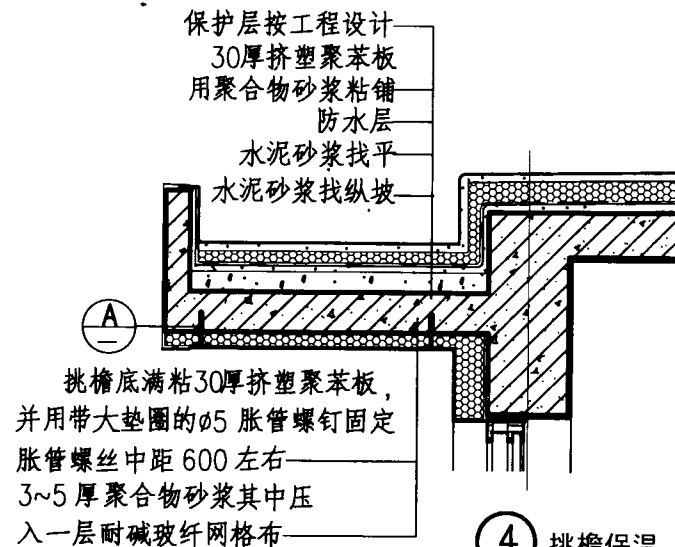 保护层按工程设计
30厚挤塑聚苯板
用聚合物砂浆粘铺
防水层
水泥砂浆找平
水泥砂浆找纵坡
A
挑檐底满粘30厚挤塑聚苯板,
并用带大垫圈的ø5胀管螺钉固定
胀管螺丝中距600左右
3~5厚聚合物砂浆其中压
入一层耐碱玻纤网格布
4 挑檐保温